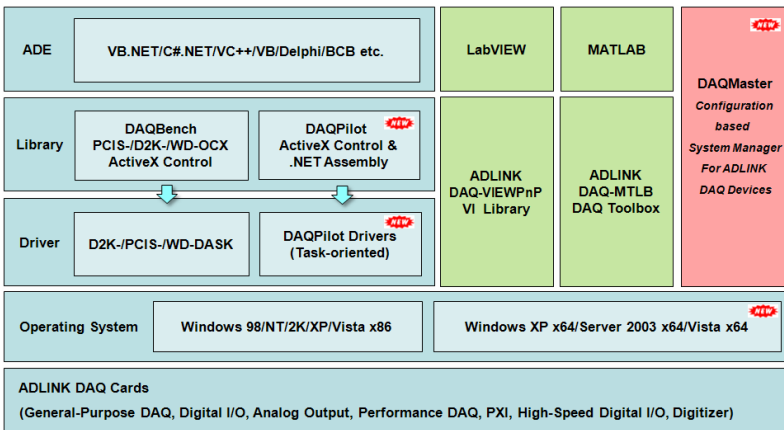 ADE
VB.NET/C#.NET/VC++/VB/Delphi/BCB etc.
LabVIEW
MATLAB
NEW
DAQMaster
Configuration
based
System Manager
For ADLINK
DAQ Devices
Library
DAQBench
PCIS-/D2K-/WD-OCX
ActiveX Control
NEW
DAQPilot
ActiveX Control &
.NET Assembly
ADLINK
DAQ-VIEWPnP
VI Library
ADLINK
DAQ-MTLB
DAQ Toolbox
Driver
D2K-/PCIS-/WD-DASK
NEW
DAQPilot Drivers
(Task-oriented)
Operating System
Windows 98/NT/2K/XP/Vista x86
NEW
Windows XP x64/Server 2003 x64/Vista x64
ADLINK DAQ Cards
(General-Purpose DAQ, Digital I/O, Analog Output, Performance DAQ, PXI, High-Speed Digital I/O, Digitizer)